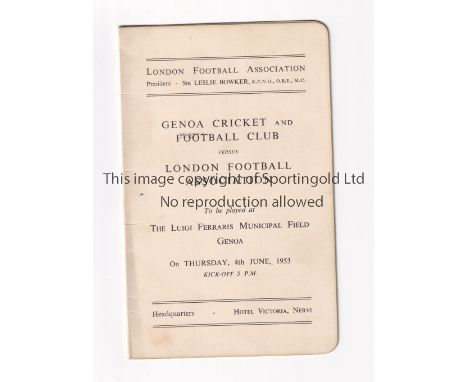 LONDON FOOTBALL ASSOCIATION
President - SIR LESLIE BOWKER, K.C.V.O., O.B.E., M.C.
GENOA CRICKET AND
FOOTBALL CLUB
VERSUS
LONDON FOOTBALL
ASSOCIATION
This image copyright of Sportingold Ltd
No reproduction allowed
To be played at
THE LUIGI FERRARIS MUNICIPAL FIELD
GENOA
On THURSDAY, 4th JUNE, 1953
KICK-OFF 5 P.M.
Headquarters - HOTEL VICTORIA, NERVI